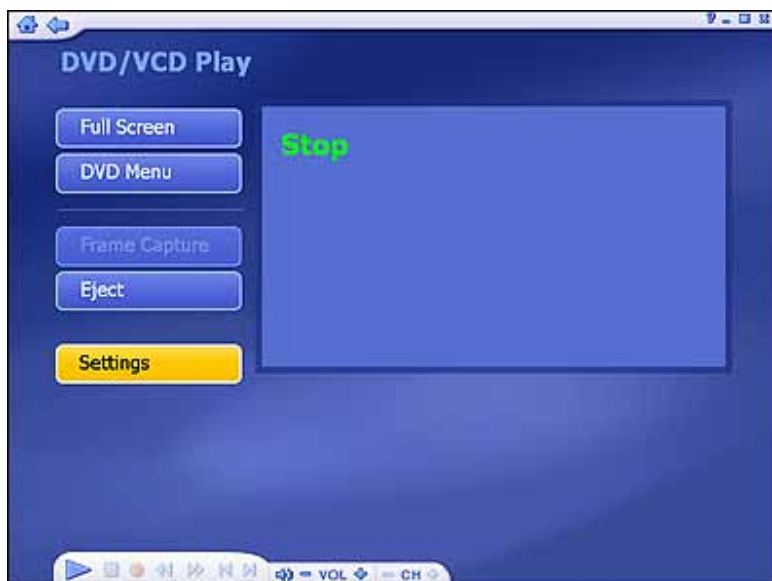 DVD/VCD Play
Full Screen
Stop
DVD Menu
Frame Capture
Eject
Settings
VOL
CH